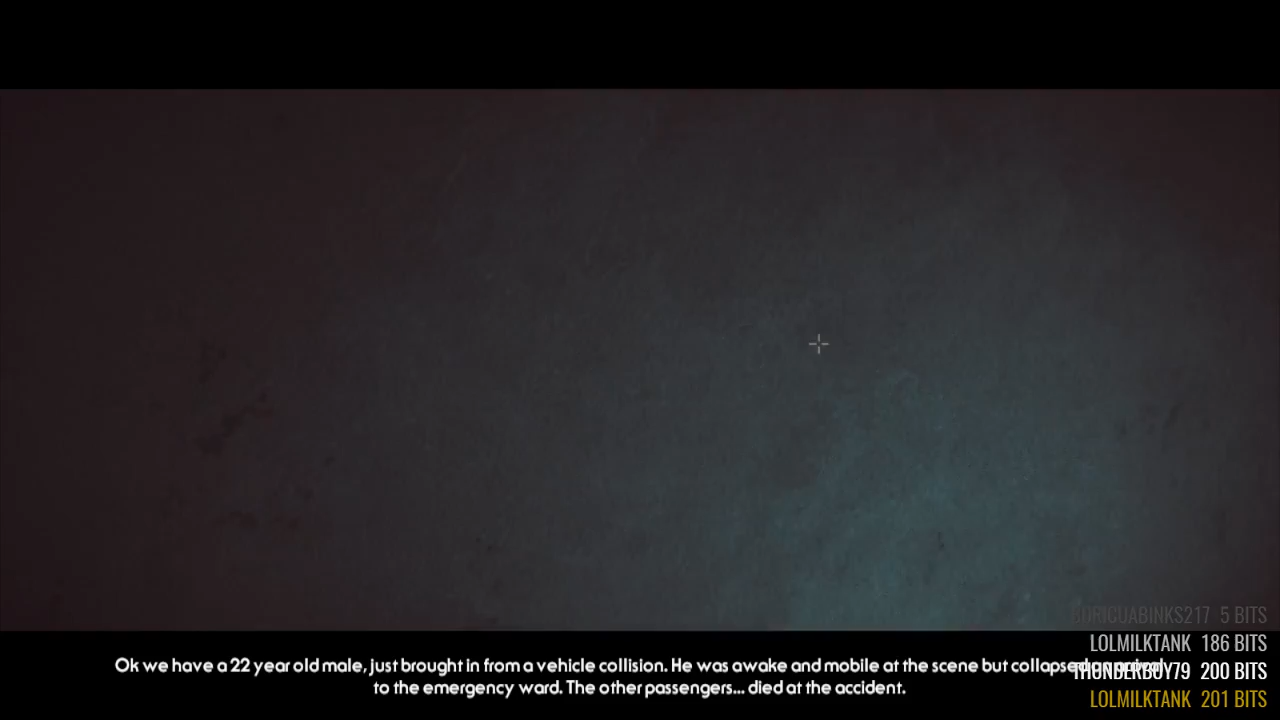 BORICUABINKS217 5 BITS
LOLMILKTANK 186 BITS
Ok we have a 22 year old male, just brought in from a vehicle collision. He was awake and mobile at the scene but collapsed
THUNDERBUY79 200 BITS
to the emergency ward. The other passengers... died at the accident.
LOLMILKTANK 201 BITS